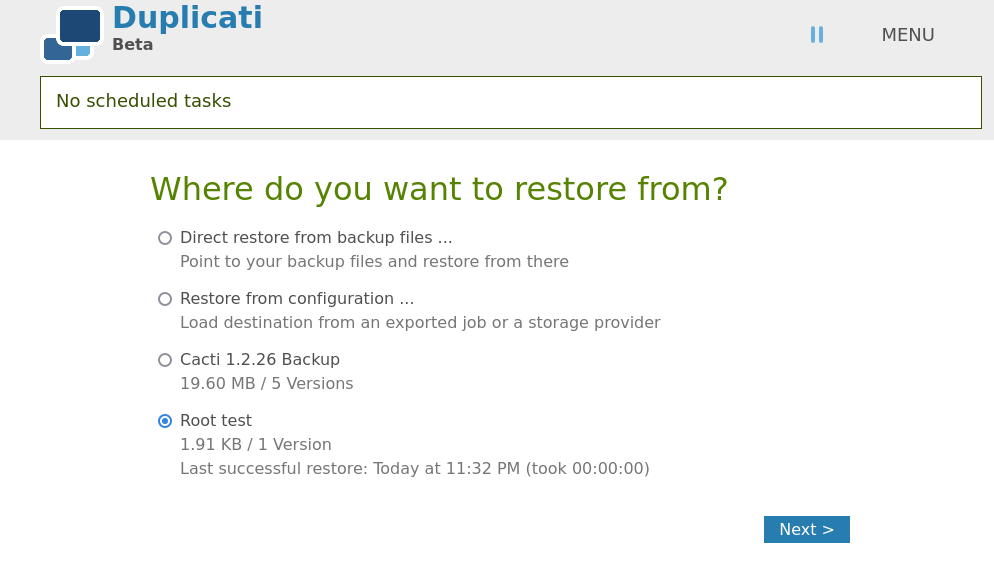 Duplicati
Beta
MENU
No scheduled tasks
Where do you want to restore from?
Direct restore from backup files ...
Point to your backup files and restore from there
Restore from configuration ...
Load destination from an exported job or a storage provider
Cacti 1.2.26 Backup
19.60 MB / 5 Versions
Root test
1.91 KB / 1 Version
Last successful restore: Today at 11:32 PM (took 00:00:00)
Next >